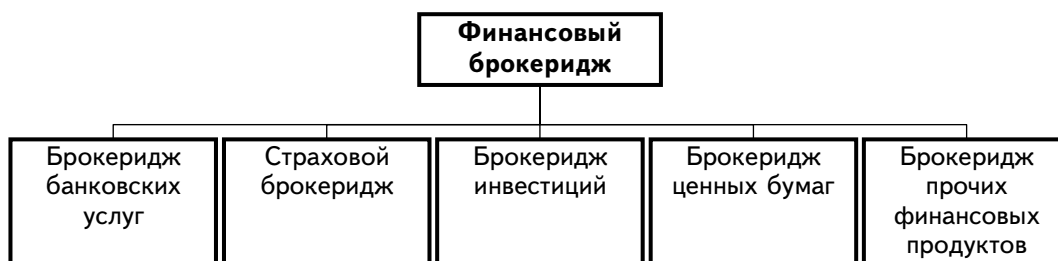 Финансовый
брокеридж
Брокеридж
банковских
услуг
Страховой
брокеридж
Брокеридж
инвестиций
Брокеридж
ценных бумаг
Брокеридж
прочих
финансовых
продуктов